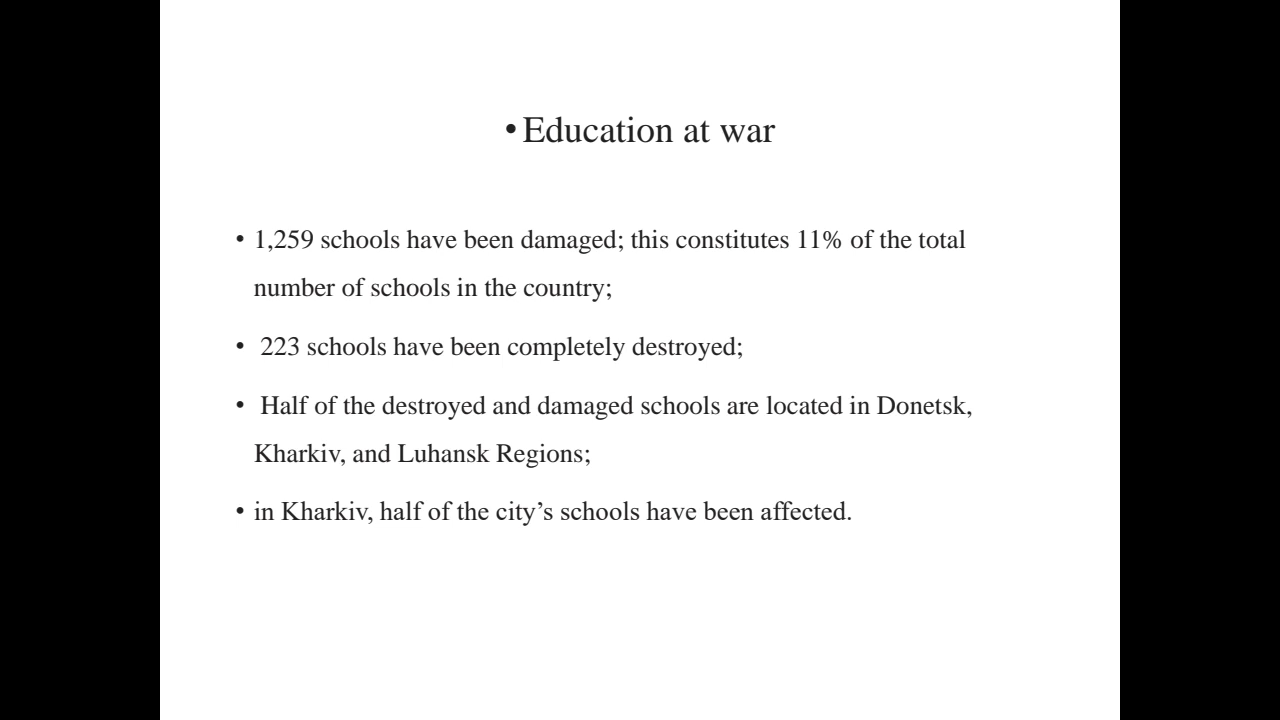 •Education at war
• 1,259 schools have been damaged; this constitutes 11% of the total
number of schools in the country;
• 223 schools have been completely destroyed;
• Half of the destroyed and damaged schools are located in Donetsk,
Kharkiv, and Luhansk Regions;
• in Kharkiv, half of the city’s schools have been affected.